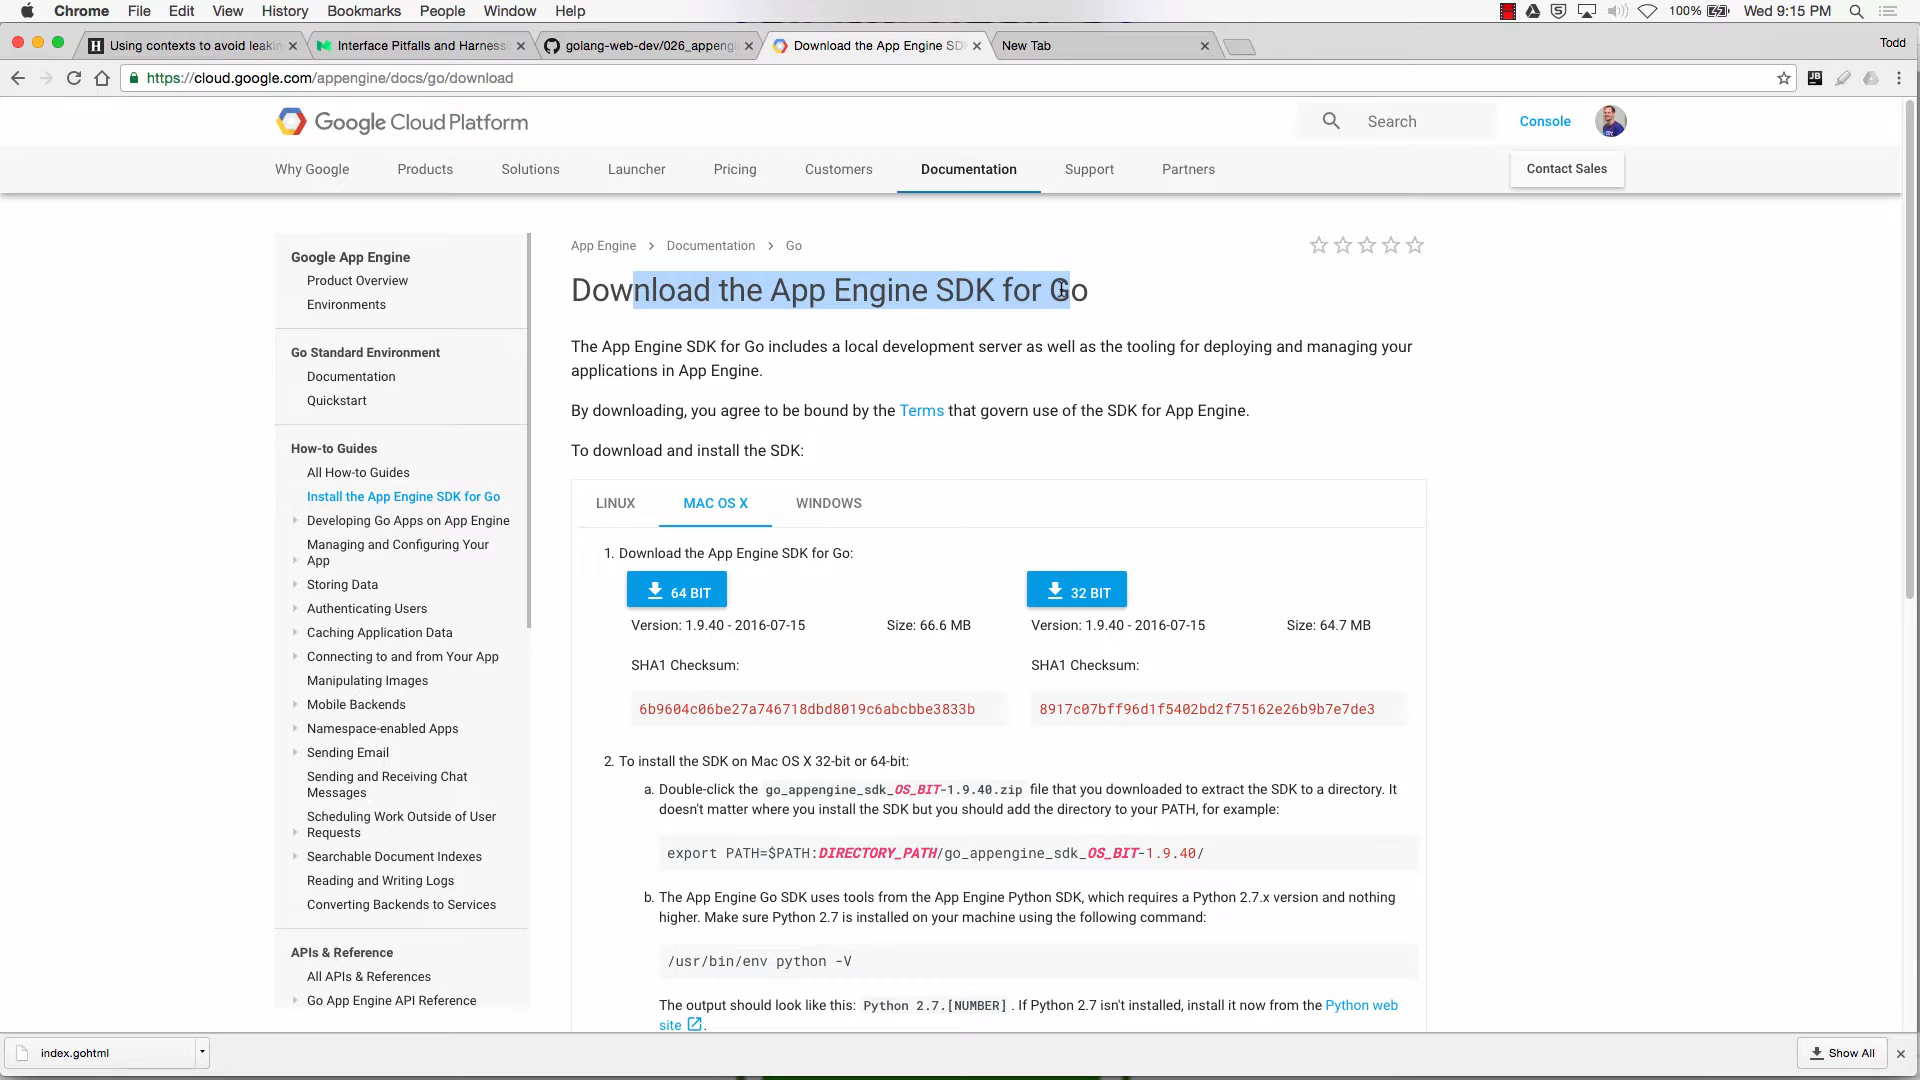 Chrome File Edit View History Bookmarks People Window Help 100% Wed 9:15 PM
Using contexts to avoid leakin Interface Pitfalls and Harnessi golang-web-dev/026_appengi Download the App Engine SD New Tab Todd
https://cloud.google.com/appengine/docs/go/download
Google Cloud Platform Search Console
Why Google Products Solutions Launcher Pricing Customers Documentation Support Partners Contact Sales
Google App Engine
Product Overview
Environments
Go Standard Environment
Documentation
Quickstart
How-to Guides
All How-to Guides
Install the App Engine SDK for Go
Developing Go Apps on App Engine
Managing and Configuring Your
App
Storing Data
Authenticating Users
Caching Application Data
Connecting to and from Your App
Manipulating Images
Mobile Backends
Namespace-enabled Apps
Sending Email
Sending and Receiving Chat
Messages
Scheduling Work Outside of User
Requests
Searchable Document Indexes
Reading and Writing Logs
Converting Backends to Services
APIs & Reference
All APIs & References
Go App Engine API Reference
App Engine > Documentation > Go
Download the App Engine SDK for Go
The App Engine SDK for Go includes a local development server as well as the tooling for deploying and managing your
applications in App Engine.
By downloading, you agree to be bound by the Terms that govern use of the SDK for App Engine.
To download and install the SDK:
LINUX MAC OS X WINDOWS
1. Download the App Engine SDK for Go:
64 BIT 32 BIT
Version: 1.9.40 - 2016-07-15 Size: 66.6 MB Version: 1.9.40 - 2016-07-15 Size: 64.7 MB
SHA1 Checksum: SHA1 Checksum:
6b9604c06be27a746718dbd8019c6abcbbe3833b 8917c07bff96d1f5402bd2f75162e26b9b7e7de3
2. To install the SDK on Mac OS X 32-bit or 64-bit:
a. Double-click the go_appengine_sdk_OS_BIT-1.9.40.zip file that you downloaded to extract the SDK to a directory. It
doesn't matter where you install the SDK but you should add the directory to your PATH, for example:
export PATH=$PATH:DIRECTORY_PATH/go_appengine_sdk_OS_BIT-1.9.40/
b. The App Engine Go SDK uses tools from the App Engine Python SDK, which requires a Python 2.7.x version and nothing
higher. Make sure Python 2.7 is installed on your machine using the following command:
/usr/bin/env python -V
The output should look like this: Python 2.7.[NUMBER]. If Python 2.7 isn't installed, install it now from the Python web
site.
index.gohtml Show All